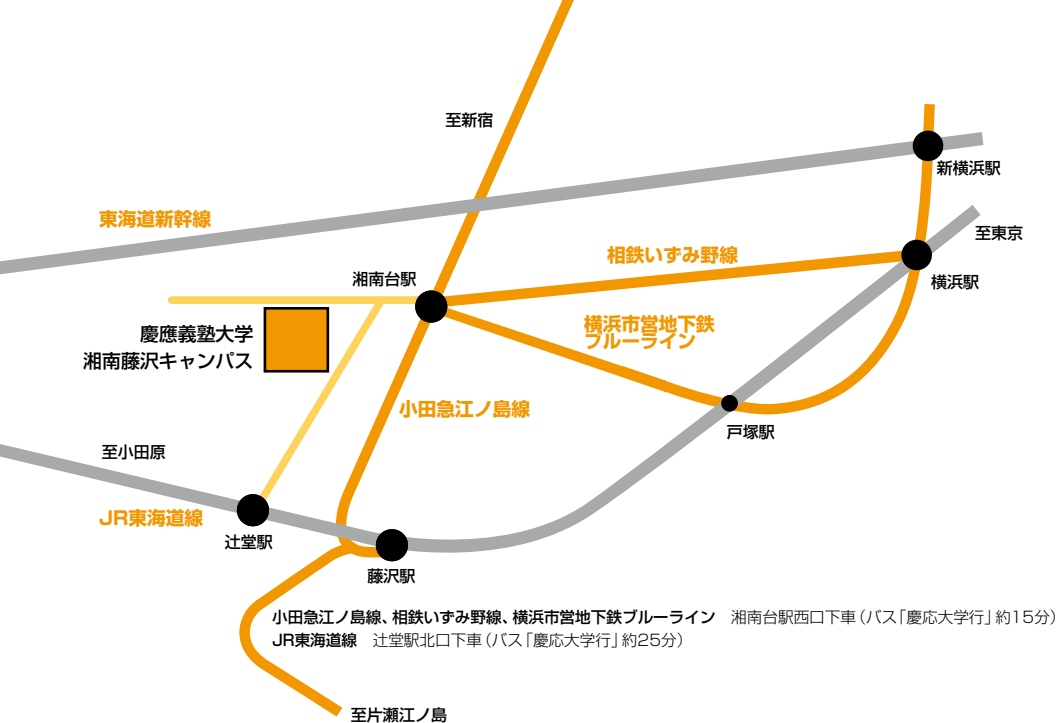 至新宿
新横浜駅
東海道新幹線
至東京
相鉄いずみ野線
湘南台駅
横浜駅
慶應義塾大学
湘南藤沢キャンパス
横浜市営地下鉄
ブルーライン
小田急江ノ島線
戸塚駅
至小田原
JR東海道線
辻堂駅
藤沢駅
小田急江ノ島線、相鉄いずみ野線、横浜市営地下鉄ブルーライン　湘南台駅西口下車（バス「慶応大学行」約15分）
JR東海道線　辻堂駅北口下車（バス「慶応大学行」約25分）
至片瀬江ノ島